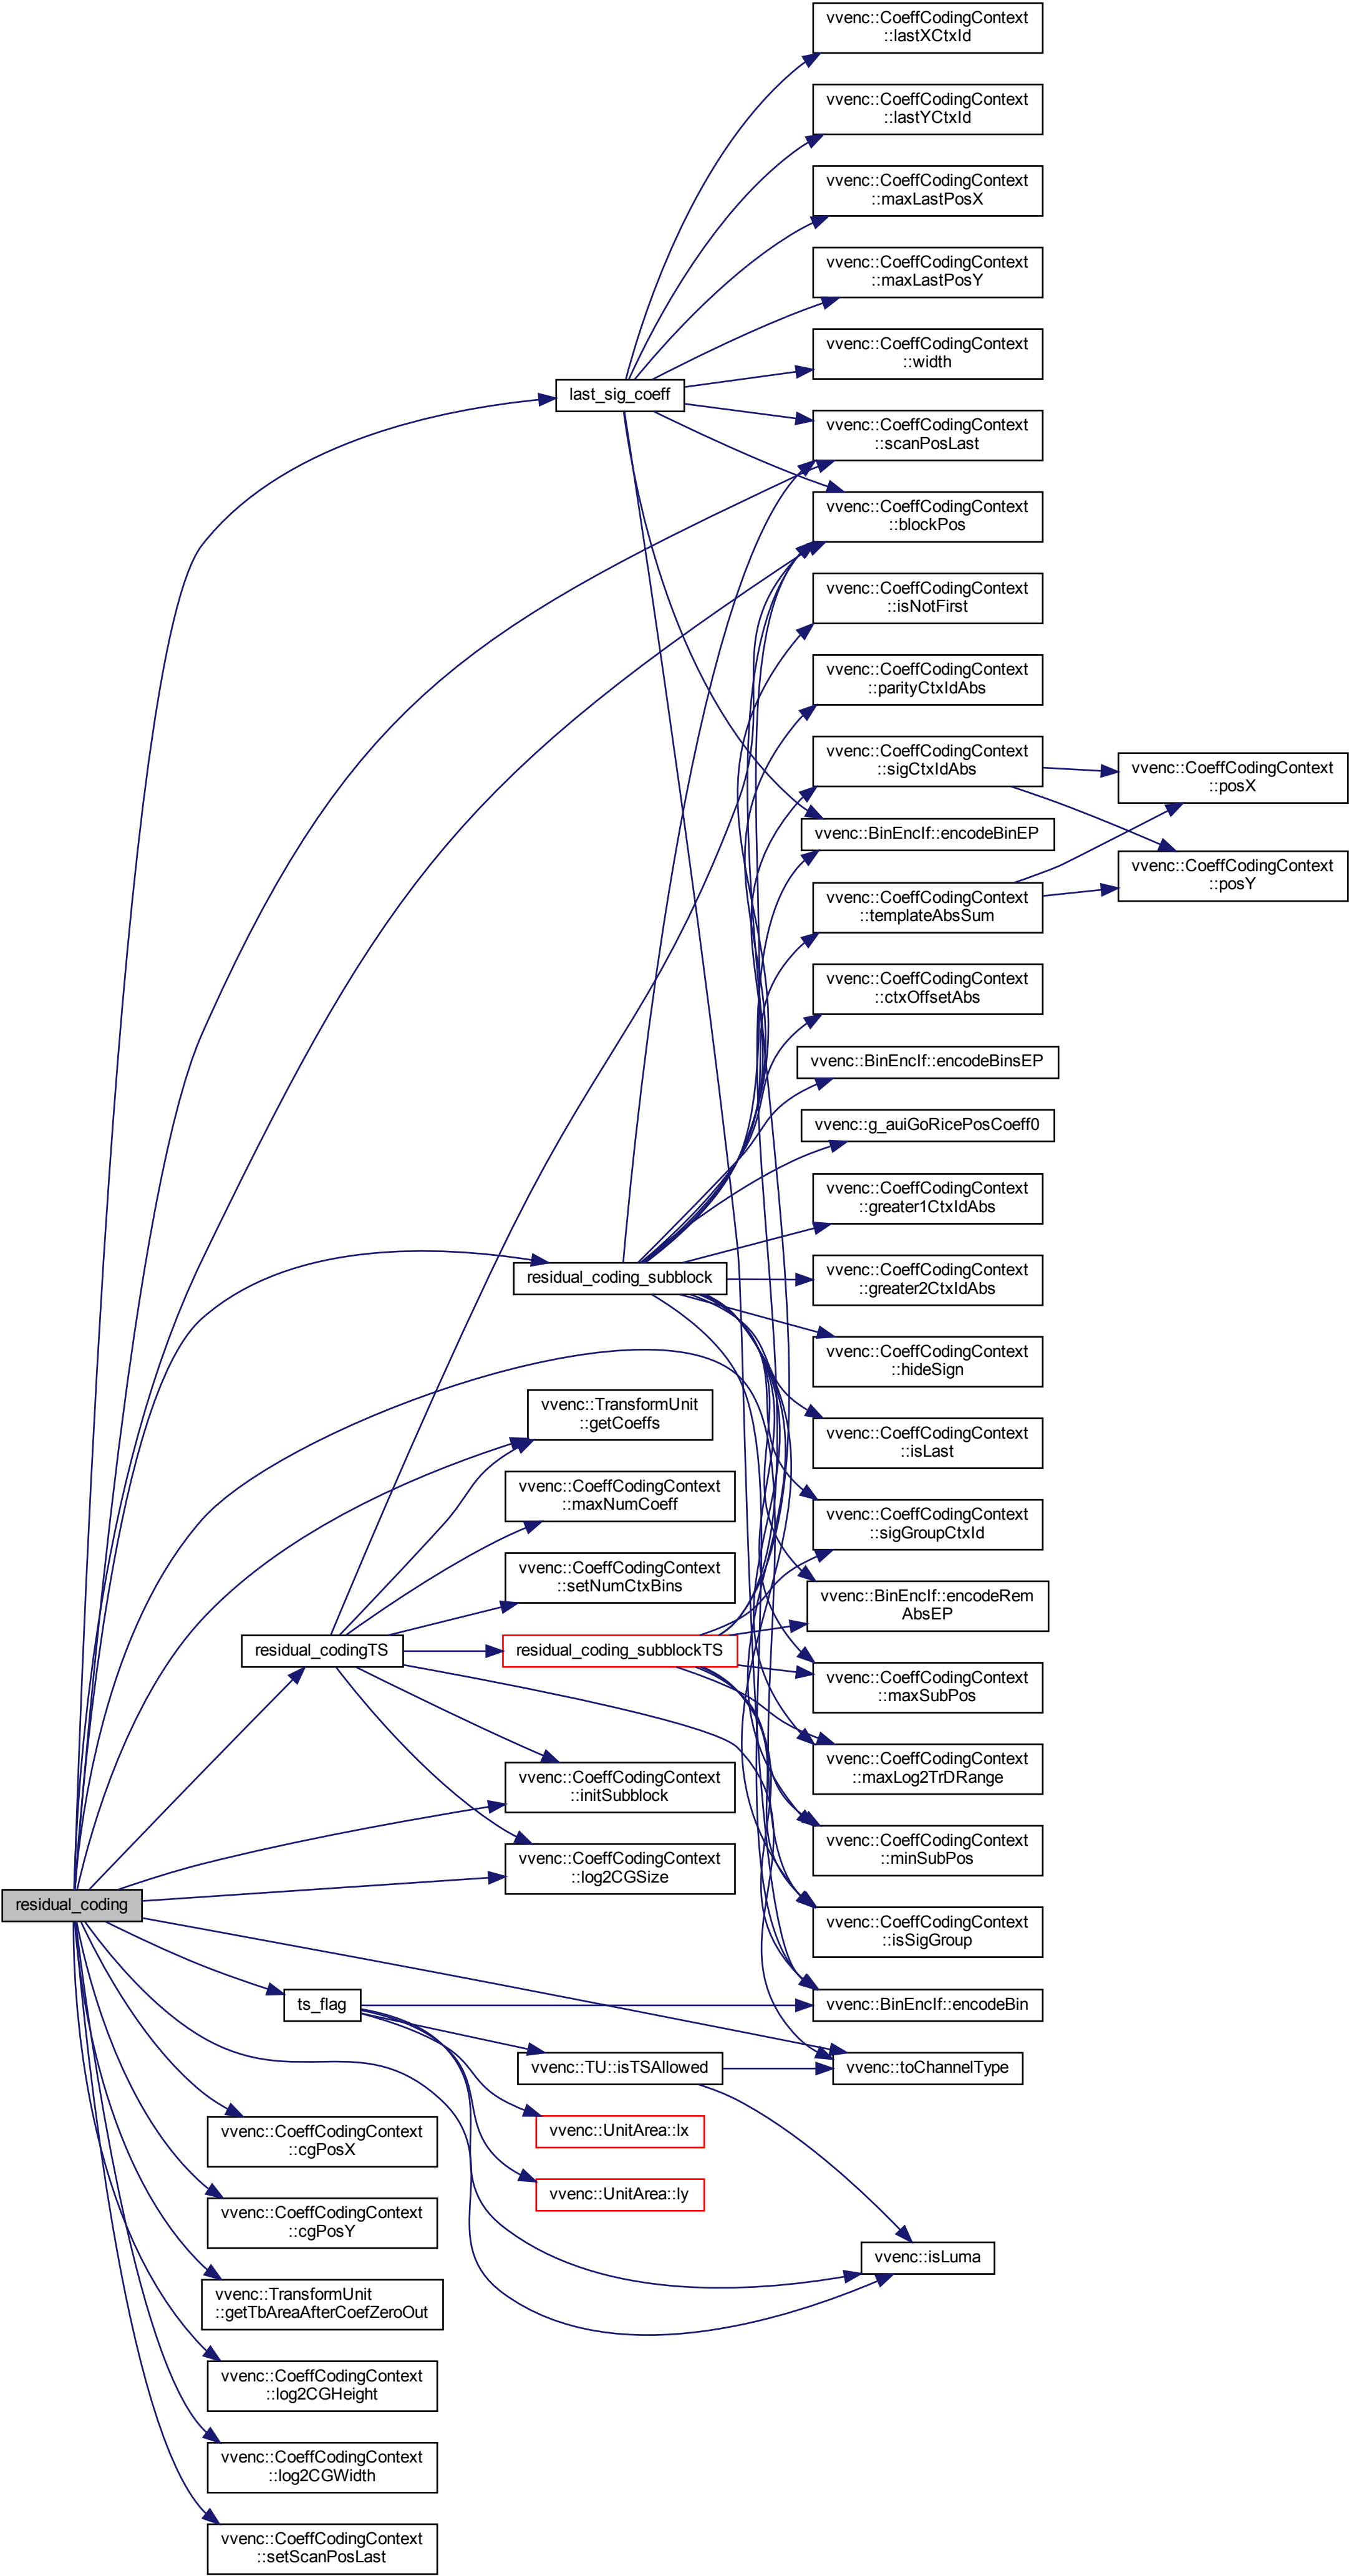 vvenc::CoeffCodingContext
::lastXCtxId
vvenc::CoeffCodingContext
::lastYCtxId
vvenc::CoeffCodingContext
::maxLastPosX
vvenc::CoeffCodingContext
::maxLastPosY
vvenc::CoeffCodingContext
::width
last_sig_coeff
vvenc::CoeffCodingContext
::scanPosLast
vvenc::CoeffCodingContext
::blockPos
vvenc::CoeffCodingContext
::isNotFirst
vvenc::CoeffCodingContext
::parityCtxIdAbs
vvenc::CoeffCodingContext
::sigCtxIdAbs
vvenc::CoeffCodingContext
::posX
vvenc::BinEncIf::encodeBinEP
vvenc::CoeffCodingContext
::posY
vvenc::CoeffCodingContext
::templateAbsSum
vvenc::CoeffCodingContext
::ctxOffsetAbs
vvenc::BinEncIf::encodeBinsEP
vvenc::g_auiGoRicePosCoeff0
vvenc::CoeffCodingContext
::greater1CtxIdAbs
residual_coding_subblock
vvenc::CoeffCodingContext
::greater2CtxIdAbs
vvenc::CoeffCodingContext
::hideSign
vvenc::TransformUnit
::getCoeffs
vvenc::CoeffCodingContext
::isLast
vvenc::CoeffCodingContext
::maxNumCoeff
vvenc::CoeffCodingContext
::sigGroupCtxId
vvenc::CoeffCodingContext
::setNumCtxBins
vvenc::BinEncIf::encodeRem
AbsEP
residual_codingTS
residual_coding_subblockTS
vvenc::CoeffCodingContext
::maxSubPos
vvenc::CoeffCodingContext
::maxLog2TrDRange
vvenc::CoeffCodingContext
::initSubblock
vvenc::CoeffCodingContext
::minSubPos
vvenc::CoeffCodingContext
::log2CGSize
residual_coding
vvenc::CoeffCodingContext
::isSigGroup
ts_flag
vvenc::BinEncIf::encodeBin
vvenc::TU::isTSAllowed
vvenc::toChannelType
vvenc::UnitArea::lx
vvenc::CoeffCodingContext
::cgPosX
vvenc::UnitArea::ly
vvenc::CoeffCodingContext
::cgPosY
vvenc::isLuma
vvenc::TransformUnit
::getTbAreaAfterCoefZeroOut
vvenc::CoeffCodingContext
::log2CGHeight
vvenc::CoeffCodingContext
::log2CGWidth
vvenc::CoeffCodingContext
::setScanPosLast